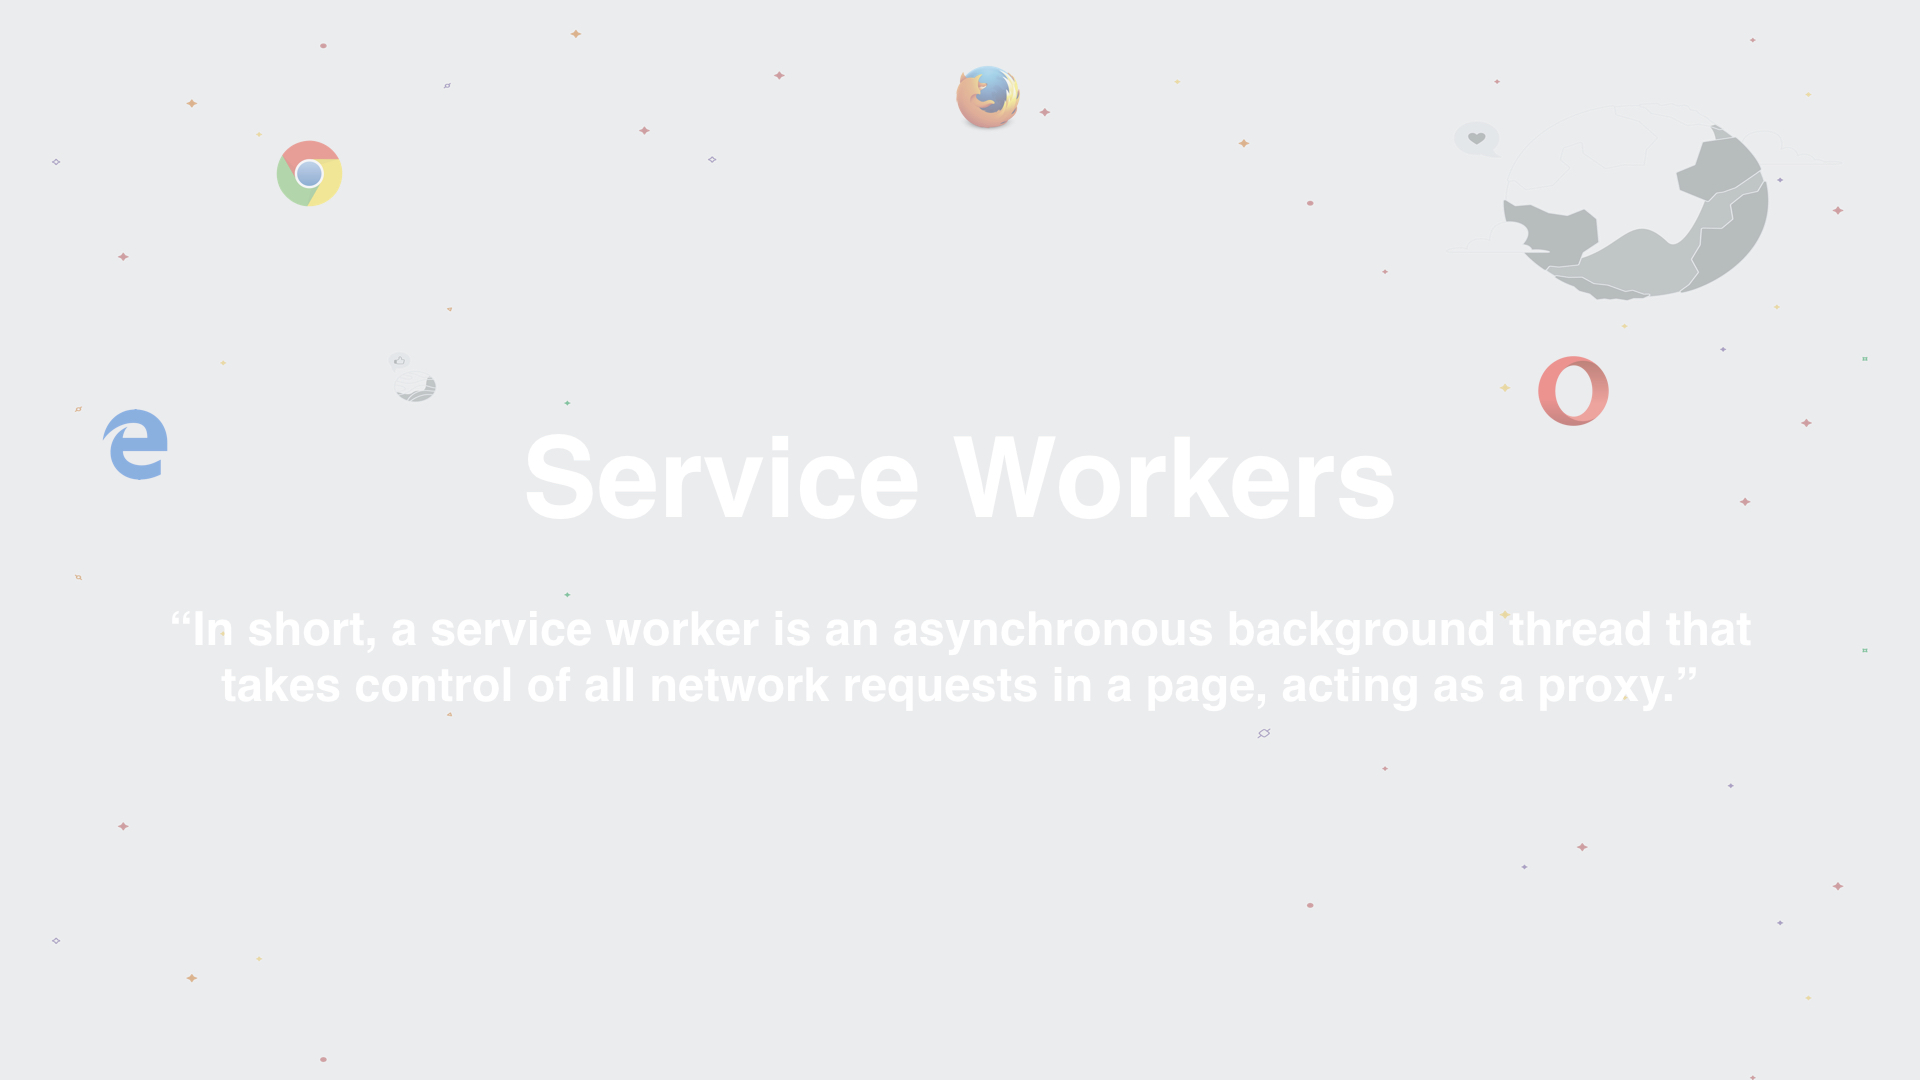 Service Workers
“In short, a service worker is an asynchronous background thread that
takes control of all network requests in a page, acting as a proxy.”